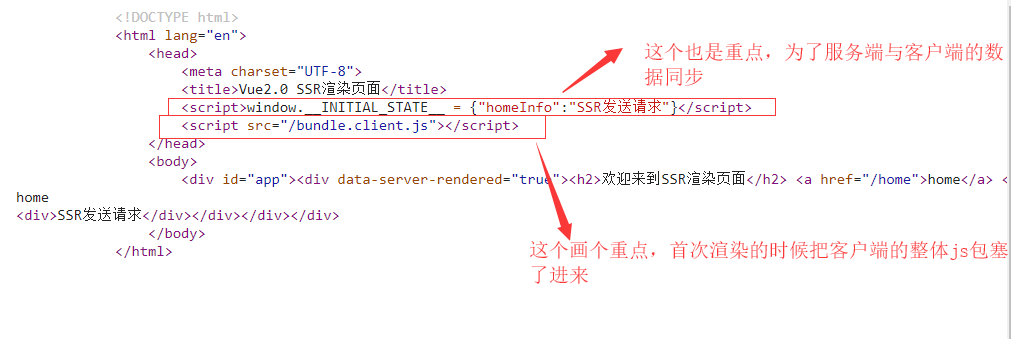 <!DOCTYPE html>
<html lang="en">
<head>
<meta charset="UTF-8">
<title>Vue2.0 SSR渲染页面</title>
<script>window.__INITIAL_STATE__ = {"homeInfo":"SSR发送请求"}</script>
<script src="/bundle.client.js"></script>
</head>
<body>
<div id="app"><div data-server-rendered="true"><h2>欢迎来到SSR渲染页面</h2> <a href="/home">home</a> <
home
<div>SSR发送请求</div></div></div></div>
</body>
</html>
这个也是重点，为了服务端与客户端的数
据同步
这个画个重点，首次渲染的时候把客户端的整体js包塞
了进来